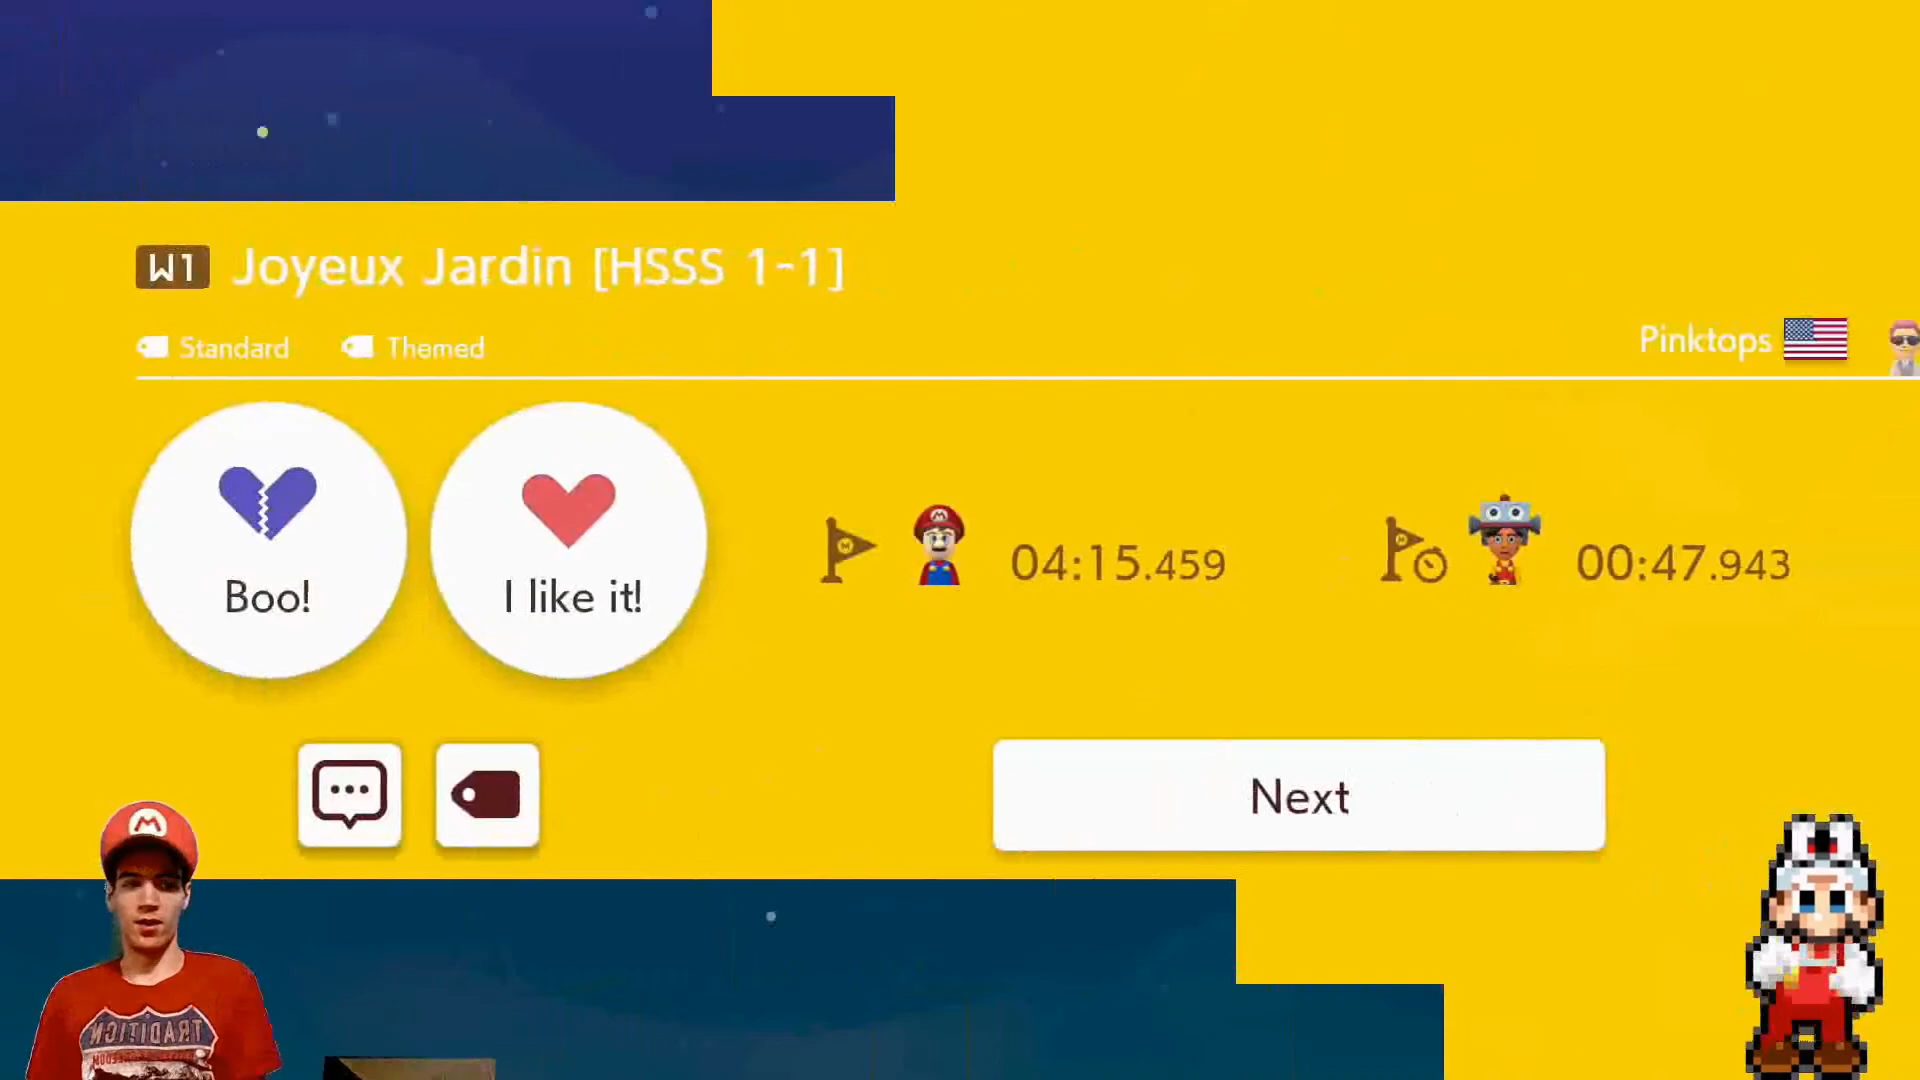 W1 Joyeux Jardin [HSSS 1-1]
Standard Themed
Pinktops
Boo!
I like it!
04:15.459
00:47.943
Next
TRADITION